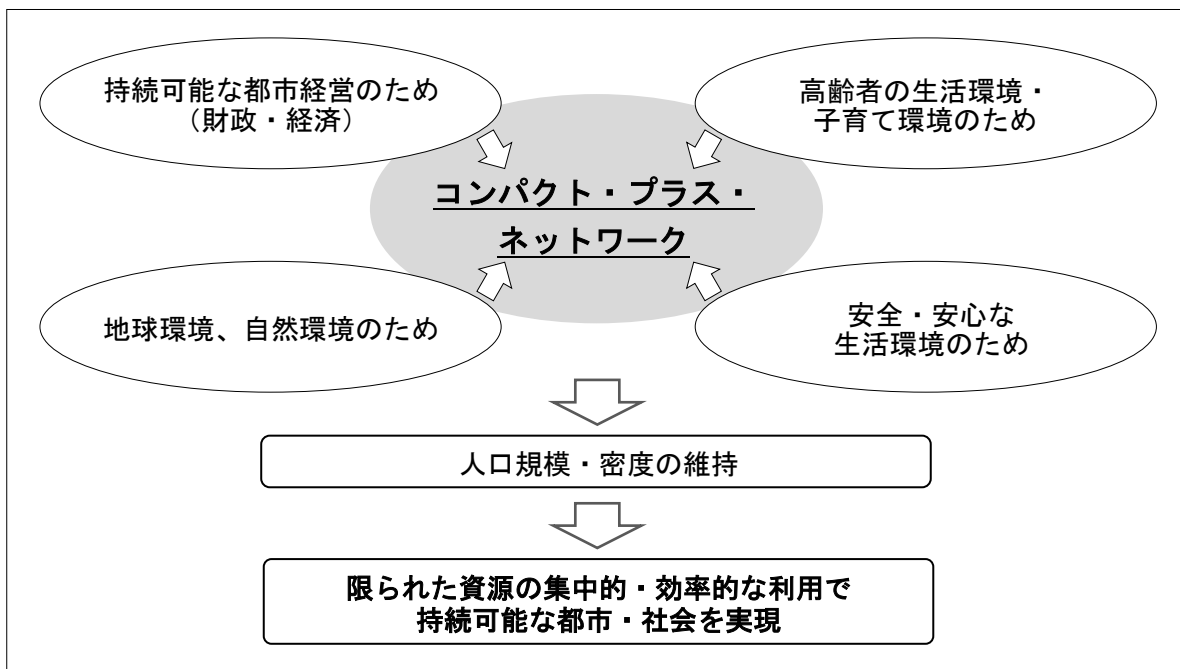 持続可能な都市経営のため
（財政・経済）
高齢者の生活環境・
子育て環境のため
コンパクト・プラス・
ネットワーク
地球環境、自然環境のため
安全・安心な
生活環境のため
人口規模・密度の維持
限られた資源の集中的・効率的な利用で
持続可能な都市・社会を実現